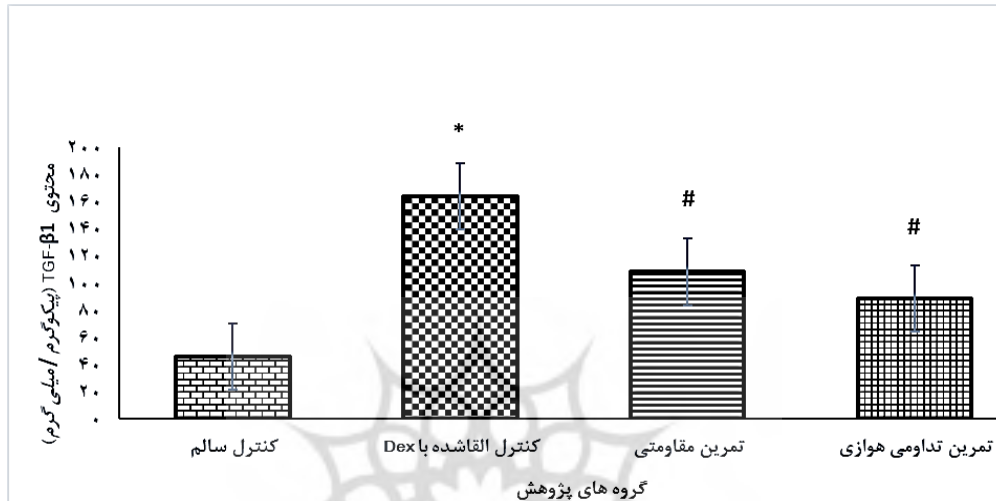 *
#
#
۲۰۰
۱۸۰
۱۶۰
۱۴۰
۱۲۰
۱۰۰
۸۰
۶۰
۴۰
۲۰
۰
محتوی TGF-β1 (پیکوگرم / میلی گرم)
کنترل سالم
کنترل القاشده با Dex
تمرین مقاومتی
تمرین تداومی هوازی
گروه های پژوهش